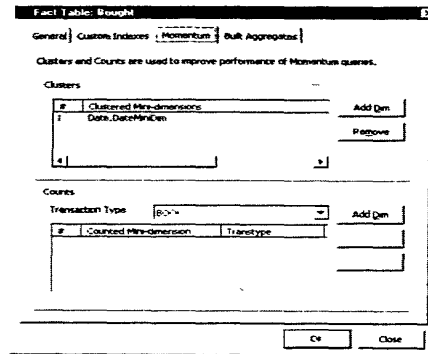 Fact Table: Bought
General Custom Indexes Momentum Built Aggregates
Clusters and Counts are used to improve performance of Momentum queries.
Clusters
# Clustered Mini-dimensions
1 Date.DateMiniDim
Add Dim
Remove
Counts
Transaction Type
Add Dim
# Counted Mini-dimension Transtype
Close